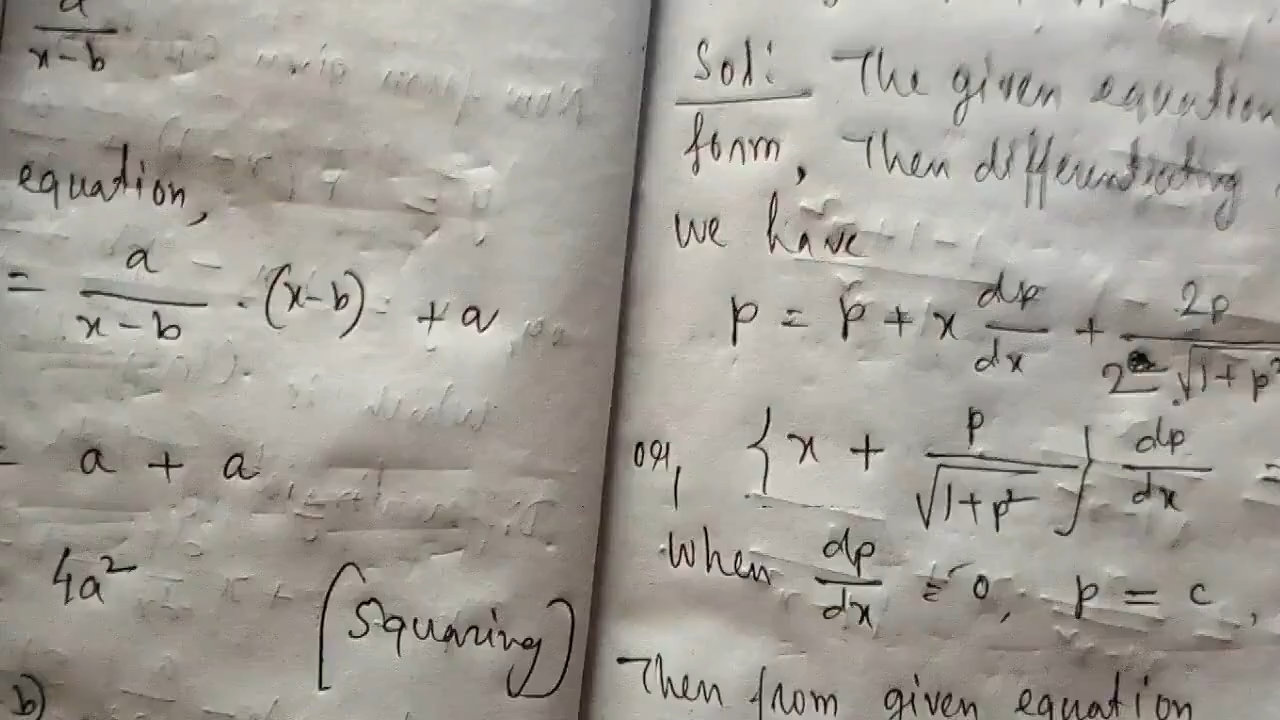 a/(x-b)
equation,
= a/(x-b) · (x-b) + a
= a + a
4a² (Squaring)
b)
Sol: The given equation
form, Then differentiating
we have
p = p + x dp/dx + 2p/(2√(1+p²
or, {x + p/√(1+p²)} dp/dx =
When dp/dx = 0, p = c,
Then from given equation